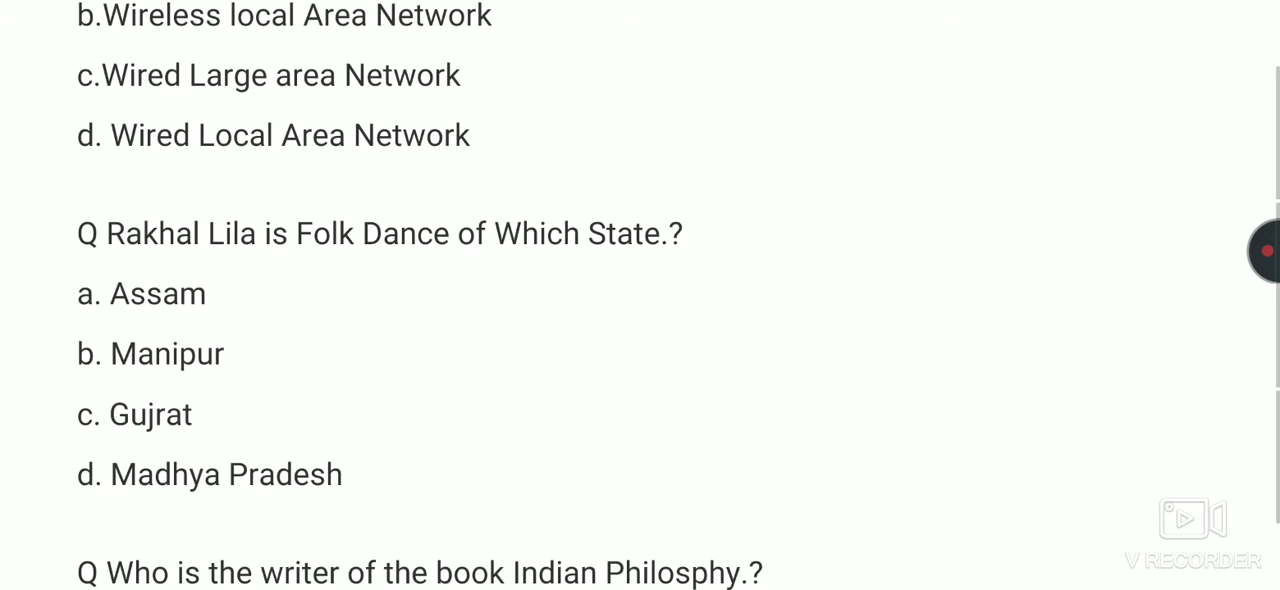 b.Wireless local Area Network
c.Wired Large area Network
d. Wired Local Area Network
Q Rakhal Lila is Folk Dance of Which State.?
a. Assam
b. Manipur
c. Gujrat
d. Madhya Pradesh
Q Who is the writer of the book Indian Philosphy.?
V RECORDER